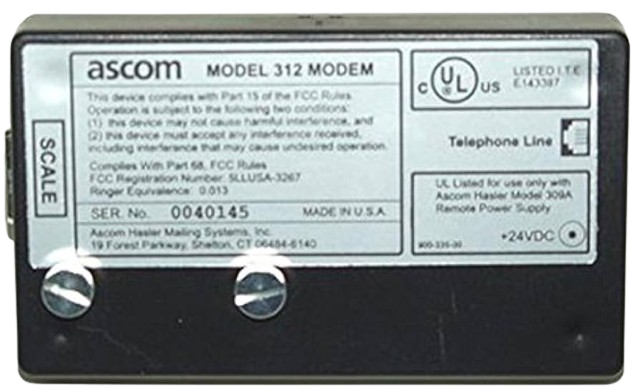 ascom MODEL 312 MODEM
This device complies with Part 15 of the FCC Rules
Operation is subject to the following two conditions:
(1) this device may not cause harmful interference, and
(2) this device must accept any interference received,
including interference that may cause undesired operation.
Complies With Part 68, FCC Rules
FCC Registration Number: 5LLUSA-3267
Ringer Equivalence: 0.013
SER. No. 0040145 MADE IN U.S.A.
Ascom Hasler Mailing Systems, Inc.
19 Forest Parkway, Shelton, CT 06484-6140
SCALE
C UL US
LISTED I.T.E.
E143387
Telephone Line
UL Listed for use only with
Ascom Hasler Model 309A
Remote Power Supply
+24VDC